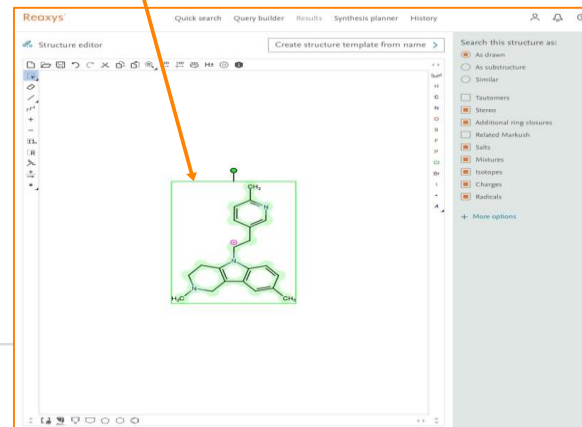 Reaxys®
Quick search Query builder Results Synthesis planner History
Structure editor
Create structure template from name >
Search this structure as:
As drawn
As substructure
Similar
Tautomers
Stereo
Additional ring closures
Related Markush
Salts
Mixtures
Isotopes
Charges
Radicals
+ More options
H±
H
C
N
O
S
F
P
Cl
Br
I
A
CH₃
N
N
N
H₃C
CH₃